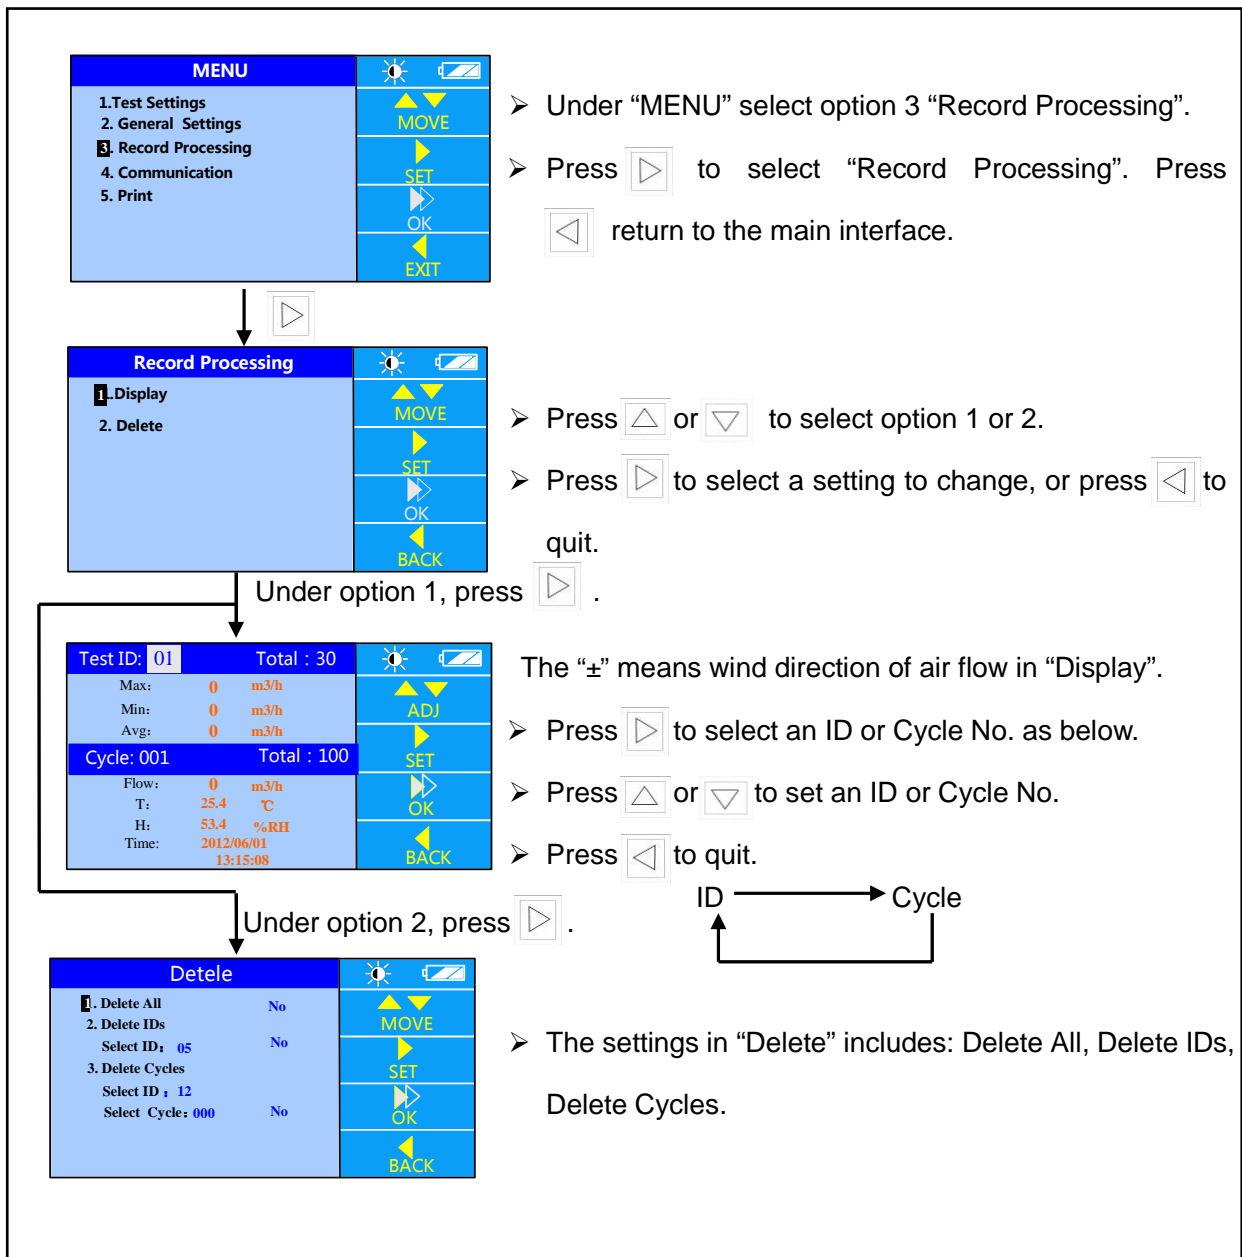 MENU
1.Test Settings
2. General Settings
3. Record Processing
4. Communication
5. Print
MOVE
SET
OK
EXIT
➢ Under “MENU” select option 3 “Record Processing”.
➢ Press to select “Record Processing”. Press
return to the main interface.
Record Processing
1.Display
2. Delete
MOVE
SET
OK
BACK
➢ Press or to select option 1 or 2.
➢ Press to select a setting to change, or press to
quit.
Under option 1, press .
Test ID: 01 Total : 30
Max: 0 m3/h
Min: 0 m3/h
Avg: 0 m3/h
Cycle: 001 Total : 100
Flow: 0 m3/h
T: 25.4 ℃
H: 53.4 %RH
Time: 2012/06/01
13:15:08
ADJ
SET
OK
BACK
The “±” means wind direction of air flow in “Display”.
➢ Press to select an ID or Cycle No. as below.
➢ Press or to set an ID or Cycle No.
➢ Press to quit.
ID Cycle
Under option 2, press .
Detele
1. Delete All No
2. Delete IDs
Select ID: 05 No
3. Delete Cycles
Select ID : 12
Select Cycle: 000 No
MOVE
SET
OK
BACK
➢ The settings in “Delete” includes: Delete All, Delete IDs,
Delete Cycles.